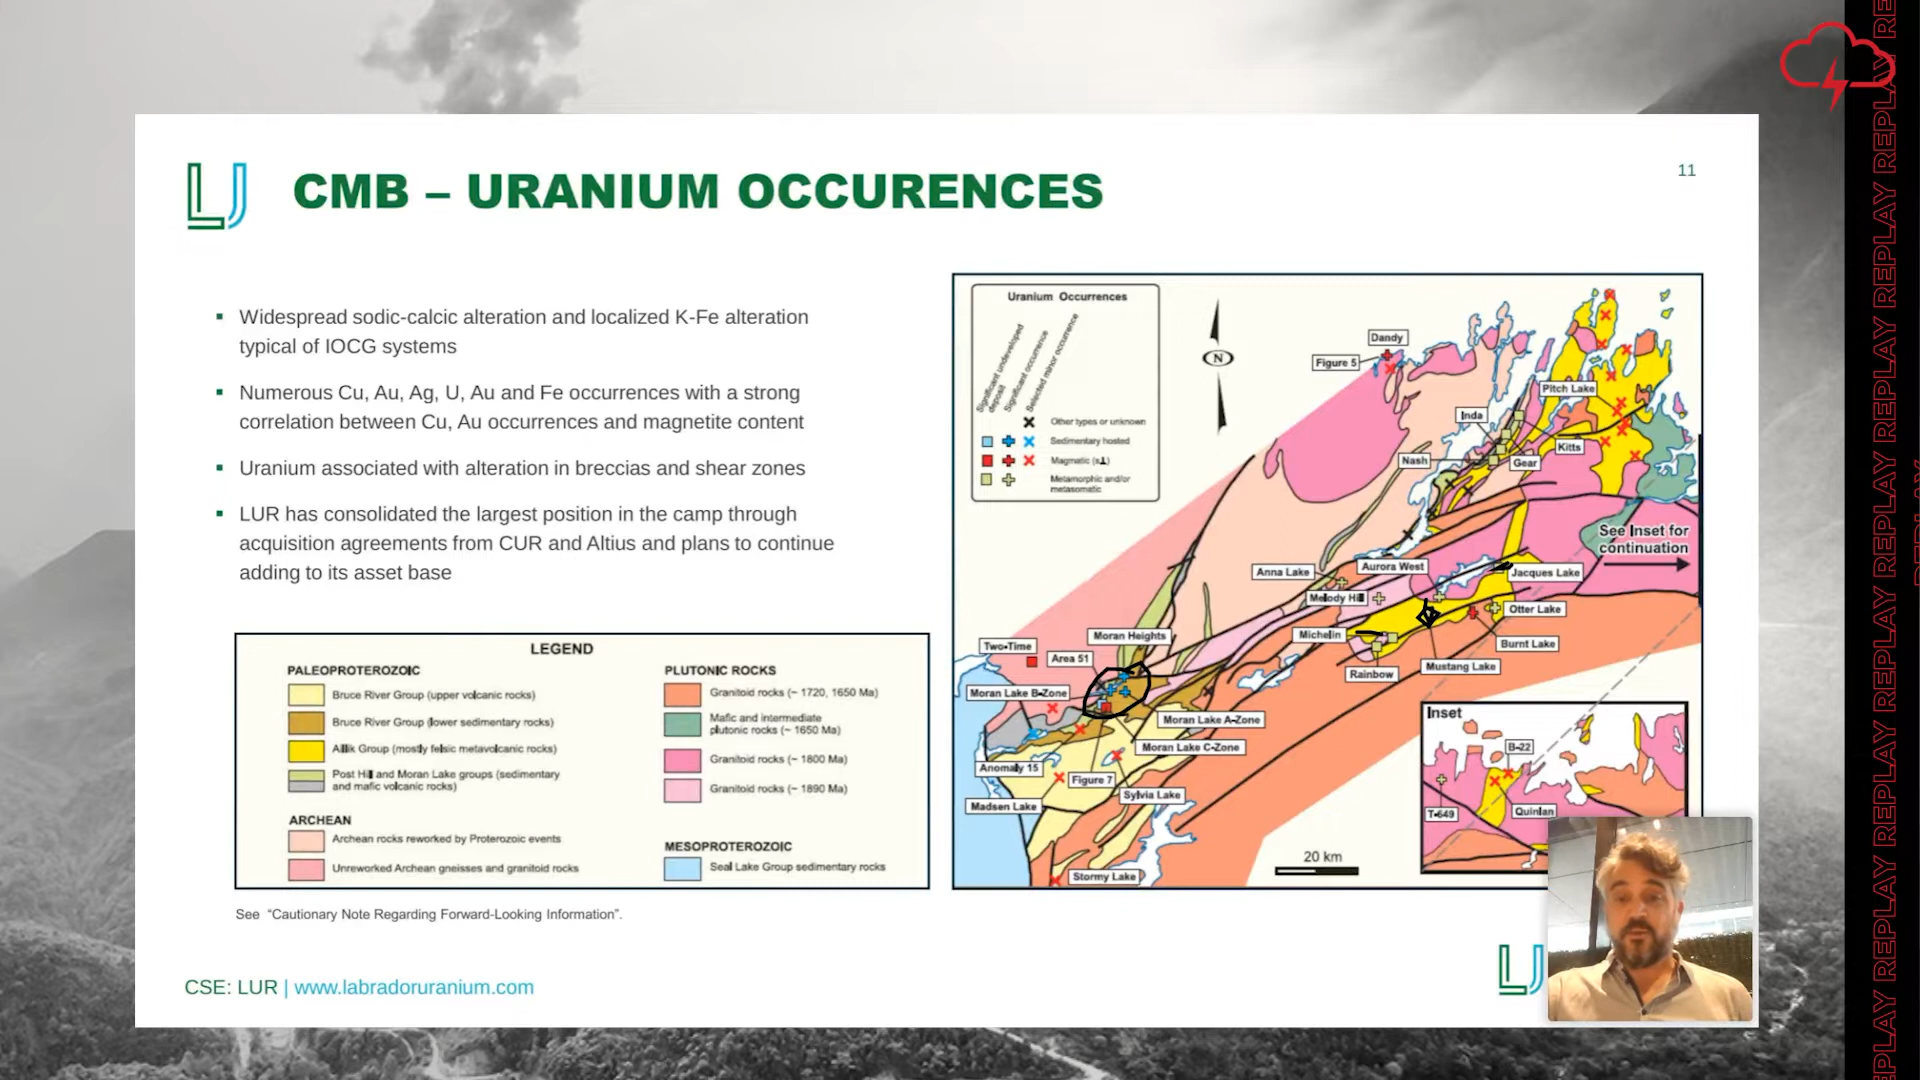 CMB – URANIUM OCCURENCES
11
Widespread sodic-calcic alteration and localized K-Fe alteration
typical of IOCG systems
Numerous Cu, Au, Ag, U, Au and Fe occurrences with a strong
correlation between Cu, Au occurrences and magnetite content
Uranium associated with alteration in breccias and shear zones
LUR has consolidated the largest position in the camp through
acquisition agreements from CUR and Altius and plans to continue
adding to its asset base
LEGEND
PALEOPROTEROZOIC
Bruce River Group (upper volcanic rocks)
Bruce River Group (lower sedimentary rocks)
Aillik Group (mostly felsic metavolcanic rocks)
Post Hill and Moran Lake groups (sedimentary
and mafic volcanic rocks)
ARCHEAN
Archean rocks reworked by Proterozoic events
Unreworked Archean gneisses and granitoid rocks
PLUTONIC ROCKS
Granitoid rocks (~ 1720, 1650 Ma)
Mafic and intermediate
plutonic rocks (~ 1650 Ma)
Granitoid rocks (~ 1800 Ma)
Granitoid rocks (~ 1890 Ma)
MESOPROTEROZOIC
Seal Lake Group sedimentary rocks
See “Cautionary Note Regarding Forward-Looking Information”.
CSE: LUR | www.labradoruranium.com
Uranium Occurrences
Significant undeveloped
deposit
Significant occurrence
Selected minor occurrence
Other types or unknown
Sedimentary hosted
Magmatic
Metamorphic and/or
metasomatic
N
Dandy
Figure 5
Pitch Lake
Inda
Kitts
Nash
Gear
See Inset for
continuation
Anna Lake
Aurora West
Jacques Lake
Melody Hill
Otter Lake
Michelin
Burnt Lake
Mustang Lake
Rainbow
Moran Heights
Two-Time
Area 51
Moran Lake B-Zone
Moran Lake A-Zone
Moran Lake C-Zone
Anomaly 15
Figure 7
Sylvia Lake
Madsen Lake
Stormy Lake
20 km
Inset
B-22
T-649
Quinlan
REPLAY REPLAY REPLAY REPLAY REPLAY REPLAY REPLAY